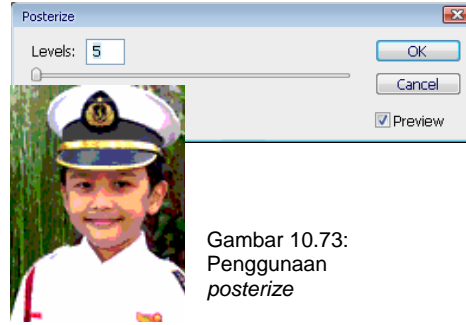 Posterize
Levels: 5
OK
Cancel
Preview
Gambar 10.73:
Penggunaan
posterize